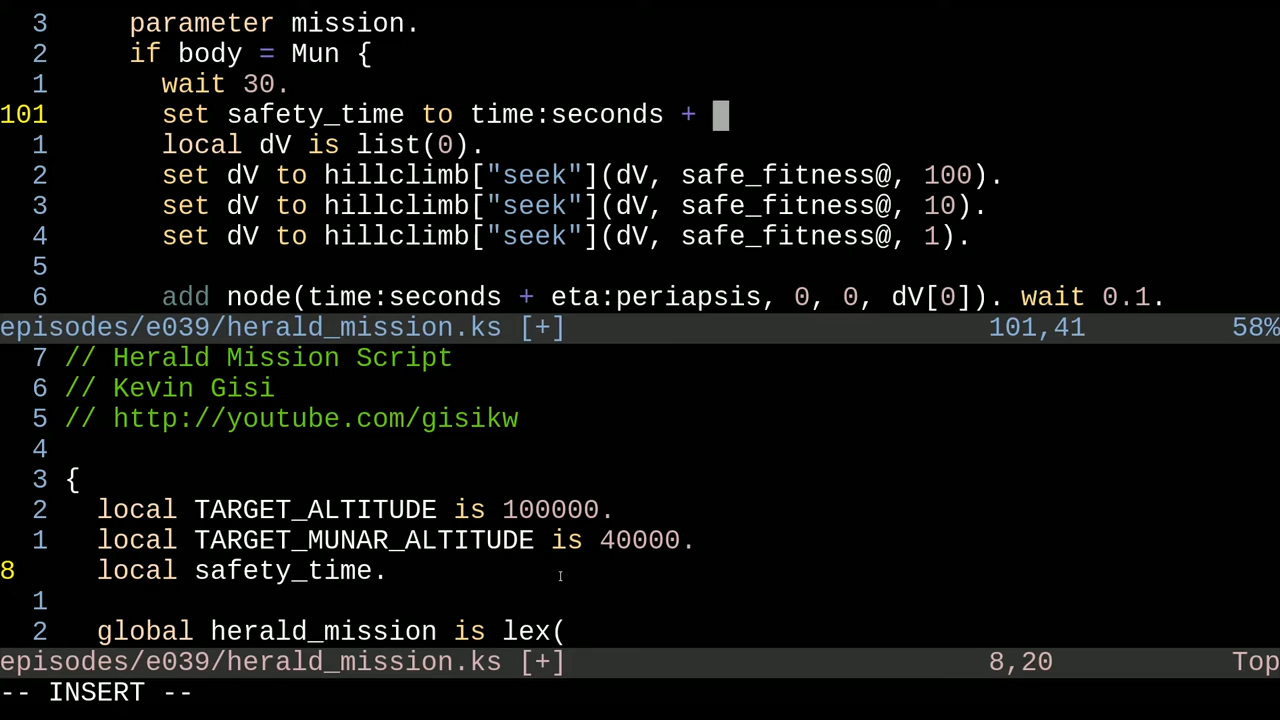 3     parameter mission.
2     if body = Mun {
1       wait 30.
101       set safety_time to time:seconds +
1       local dV is list(0).
2       set dV to hillclimb["seek"](dV, safe_fitness@, 100).
3       set dV to hillclimb["seek"](dV, safe_fitness@, 10).
4       set dV to hillclimb["seek"](dV, safe_fitness@, 1).
5
6       add node(time:seconds + eta:periapsis, 0, 0, dV[0]). wait 0.1.
episodes/e039/herald_mission.ks [+] 101,41 58%
7 // Herald Mission Script
6 // Kevin Gisi
5 // http://youtube.com/gisikw
4
3 {
2   local TARGET_ALTITUDE is 100000.
1   local TARGET_MUNAR_ALTITUDE is 40000.
8   local safety_time.
1
2   global herald_mission is lex(
episodes/e039/herald_mission.ks [+] 8,20 Top
-- INSERT --